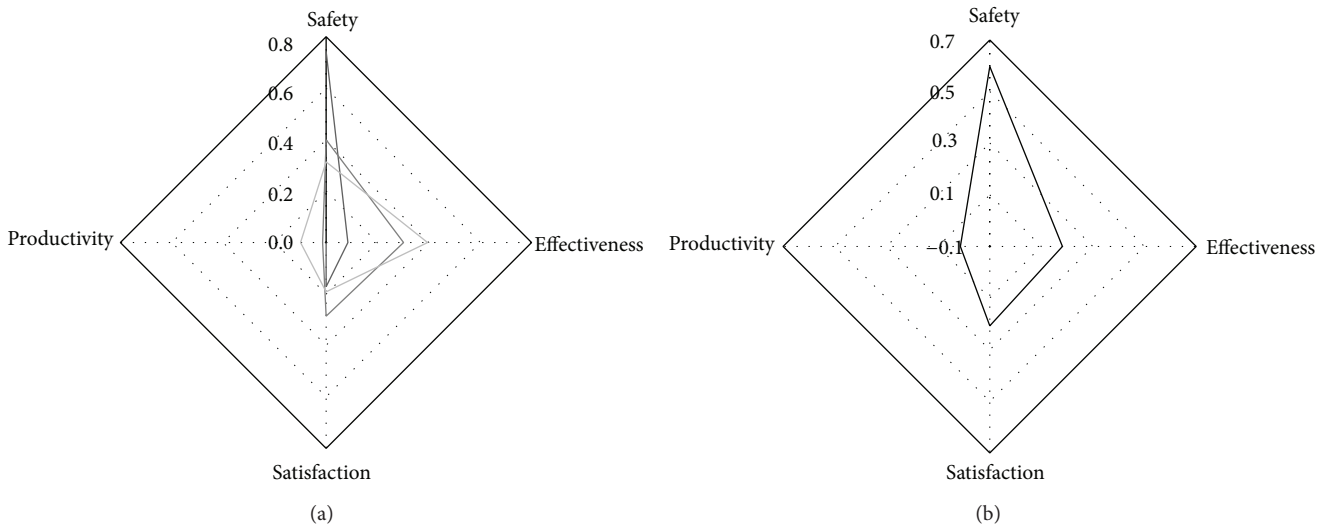 Safety
0.8
0.6
0.4
0.2
0.0
Productivity
Effectiveness
Satisfaction
(a)
Safety
0.7
0.5
0.3
0.1
−0.1
Productivity
Effectiveness
Satisfaction
(b)